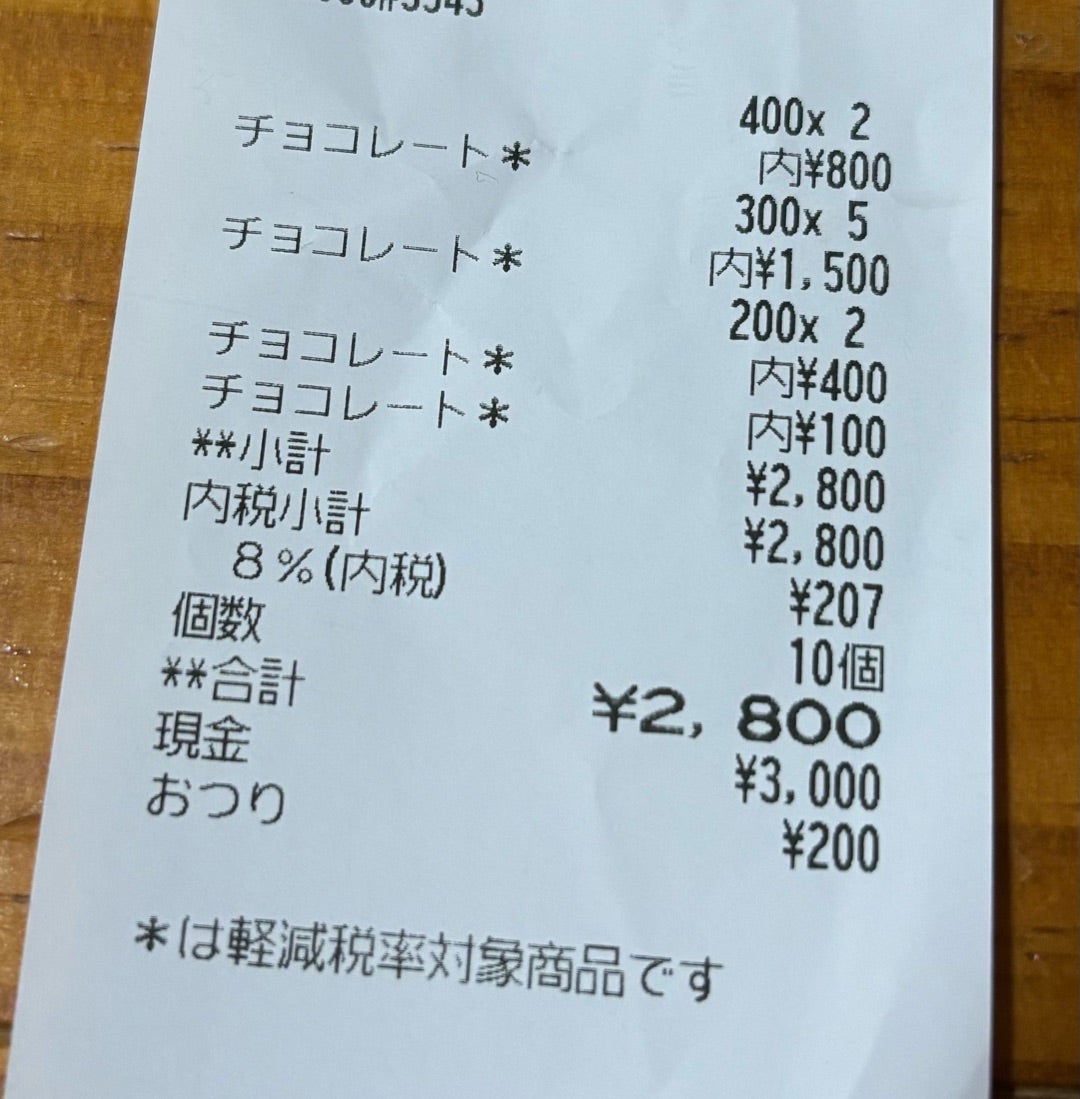 400x 2
チョコレート* 内¥800
300x 5
チョコレート* 内¥1,500
200x 2
チョコレート* 内¥400
チョコレート* 内¥100
**小計 ¥2,800
内税小計 ¥2,800
8%(内税) ¥207
個数 10個
**合計 ¥2,800
現金 ¥3,000
おつり ¥200
*は軽減税率対象商品です